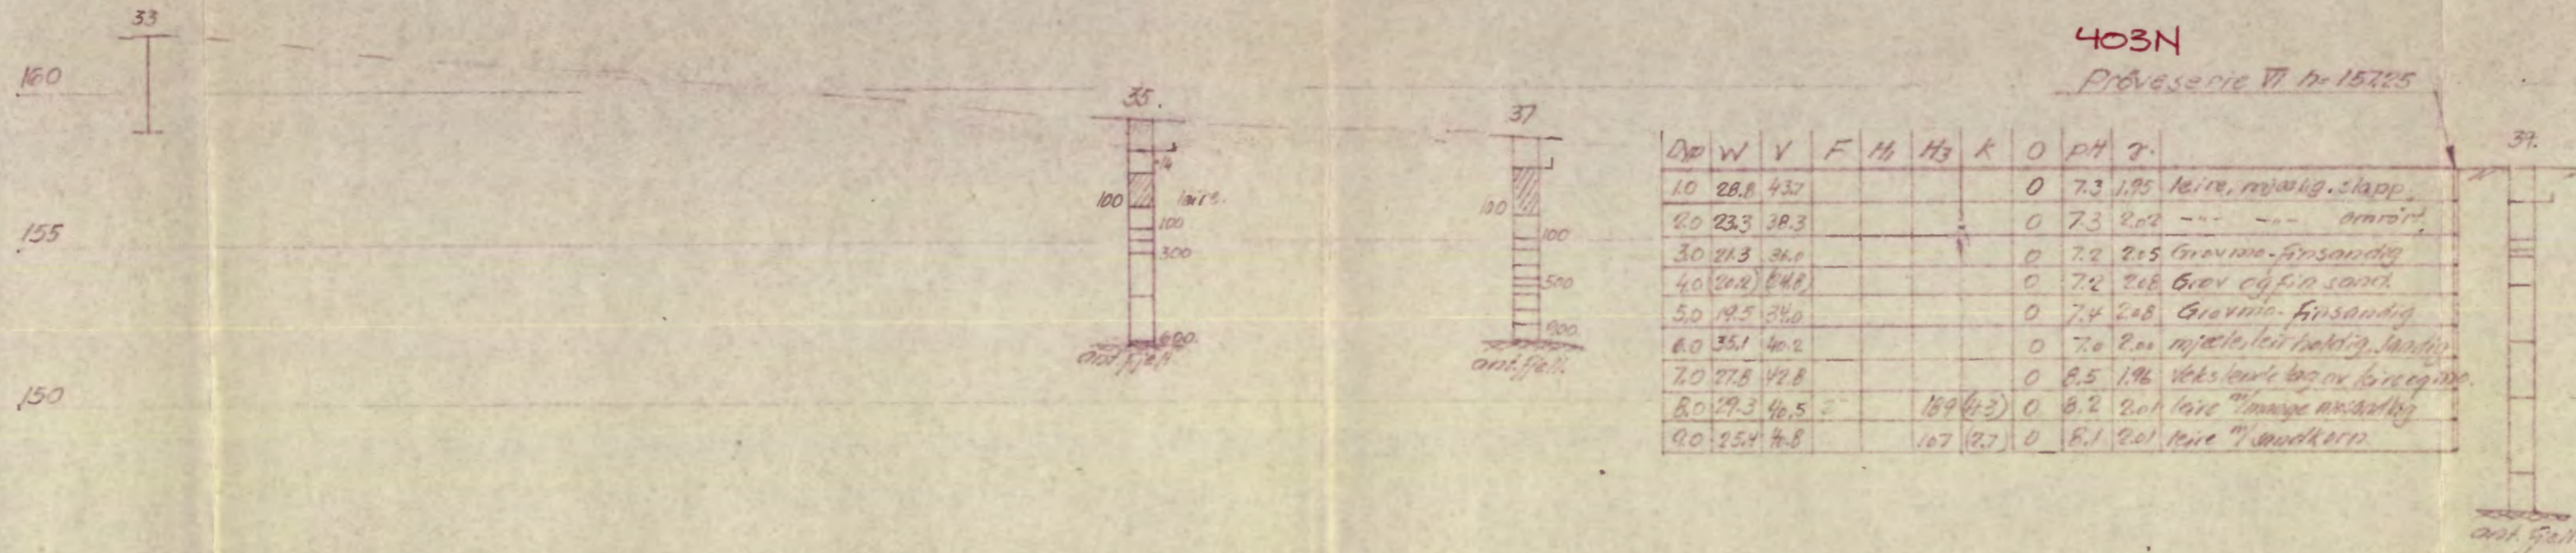 33
403N
160
Prøveserie VI h= 157.25
35.
37
39.
Dyp W V F H₁ H₃ K O pH γ.
14
1.0 28.8 43.7 0 7.3 1.95 leire, mjælig. slapp.
100 leire.
100
2.0 23.3 38.3 0 7.3 2.02 -"- -"- omrørt.
100
155
100
3.0 21.3 36.0 0 7.2 2.05 Grovmo-finsandig
300
4.0 (20.2) (34.8) 0 7.2 2.08 Grov og fin sand.
500
5.0 19.5 34.0 0 7.4 2.08 Grovmo-finsandig
600.
900.
6.0 35.1 40.2 0 7.0 2.00 mjæle, leirholdig, sandig
ant. fjell
ant. fjell.
7.0 27.8 42.8 0 8.5 1.96 Vekslende lag av leire og mo.
150
8.0 29.3 40.5 189 (4.3) 0 8.2 2.01 leire m/mange
9.0 25.4 40.8 107 (2.7) 0 8.1 2.01 leire m/sandkorn
ant. fjell